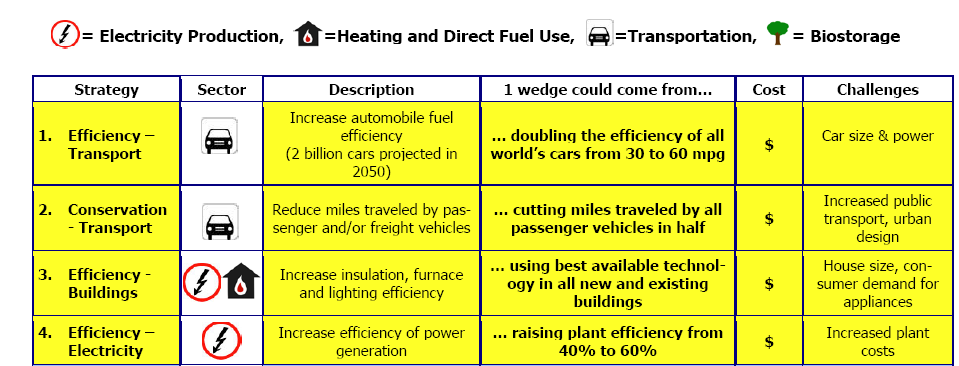 = Electricity Production, =Heating and Direct Fuel Use, =Transportation, = Biostorage
Strategy Sector Description 1 wedge could come from... Cost Challenges
1. Efficiency –
Transport
Increase automobile fuel
efficiency
(2 billion cars projected in
2050)
... doubling the efficiency of all
world's cars from 30 to 60 mpg
$
Car size & power
2. Conservation
- Transport
Reduce miles traveled by pas-
senger and/or freight vehicles
... cutting miles traveled by all
passenger vehicles in half
$
Increased public
transport, urban
design
3. Efficiency -
Buildings
Increase insulation, furnace
and lighting efficiency
... using best available technol-
ogy in all new and existing
buildings
$
House size, con-
sumer demand for
appliances
4. Efficiency –
Electricity
Increase efficiency of power
generation
... raising plant efficiency from
40% to 60%
$
Increased plant
costs